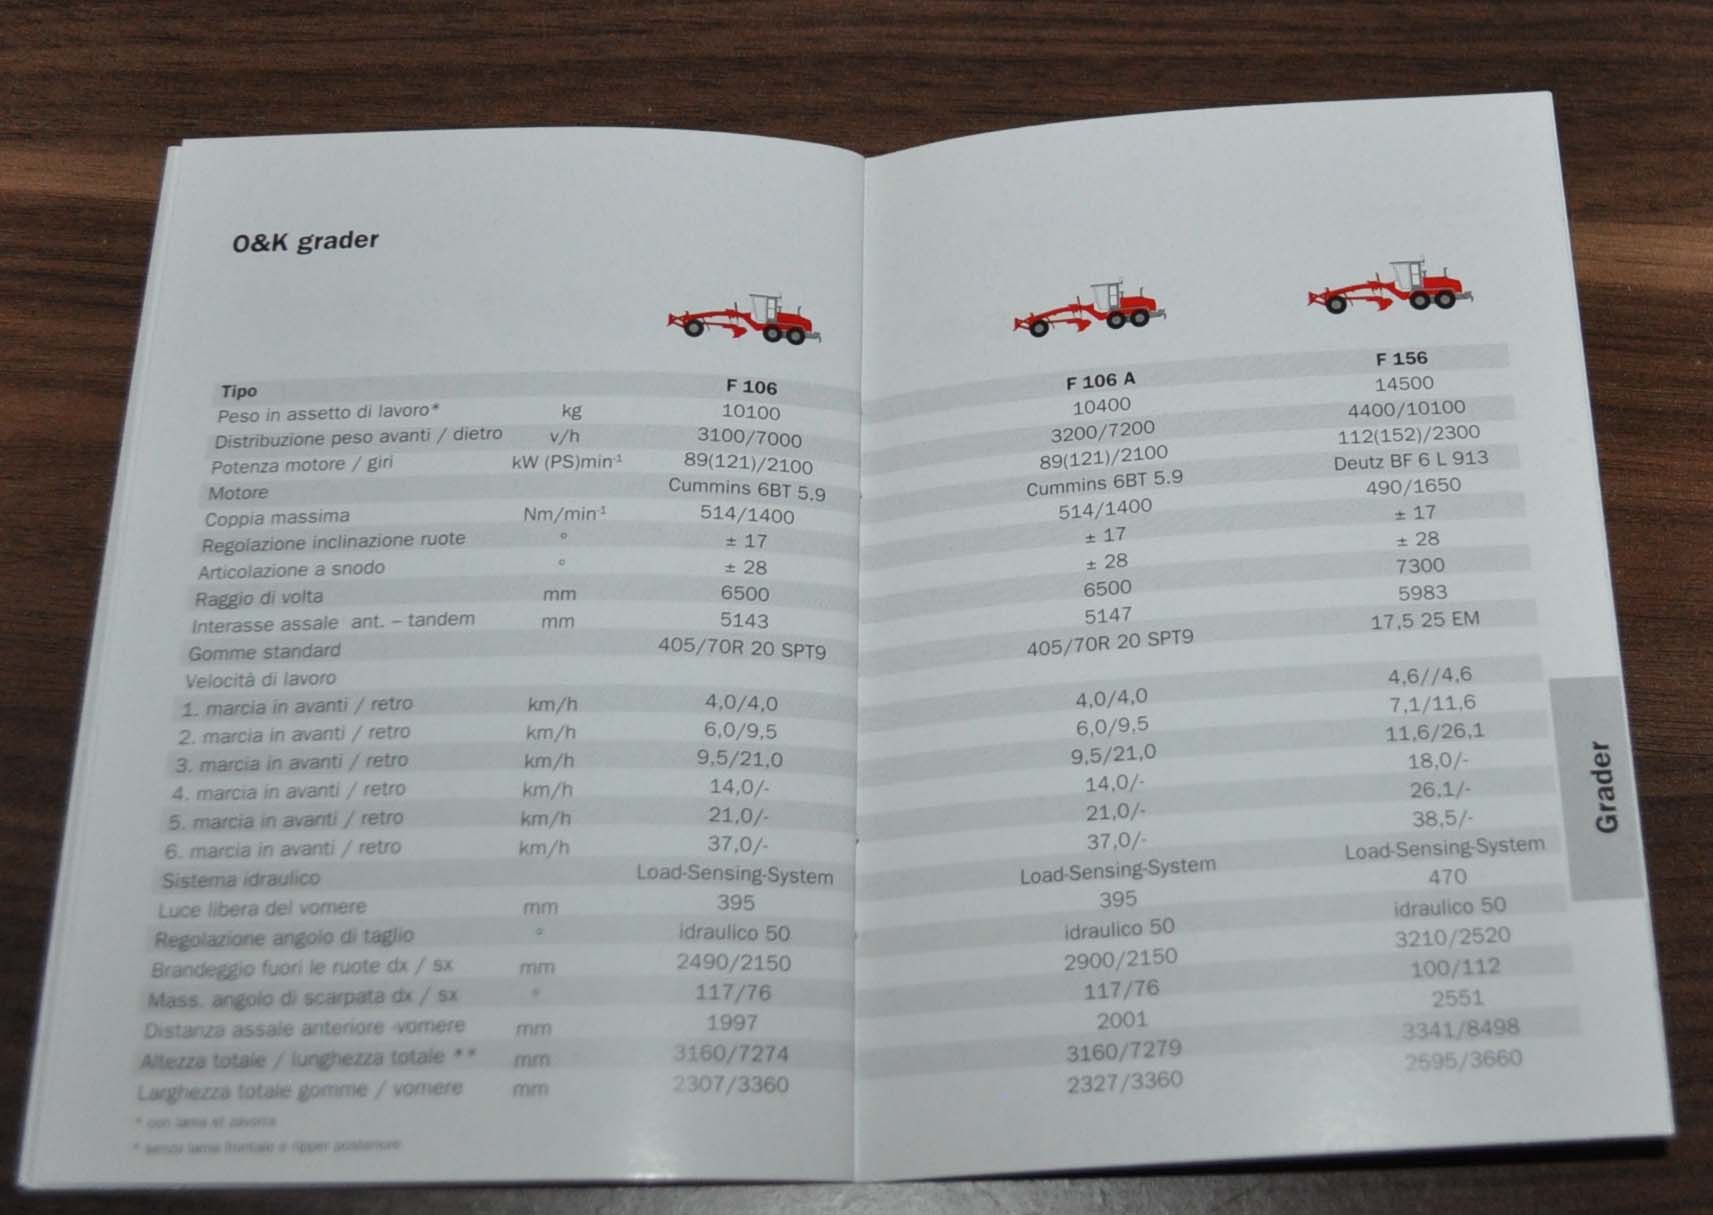 O&K grader
Tipo F 106 F 106 A F 156
Peso in assetto di lavoro* kg 10100 10400 14500
Distribuzione peso avanti / dietro v/h 3100/7000 3200/7200 4400/10100
Potenza motore / giri kW (PS)min-1 89(121)/2100 89(121)/2100 112(152)/2300
Motore Cummins 6BT 5.9 Cummins 6BT 5.9 Deutz BF 6 L 913
Coppia massima Nm/min-1 514/1400 514/1400 490/1650
Regolazione inclinazione ruote ° ± 17 ± 17 ± 17
Articolazione a snodo ° ± 28 ± 28 ± 28
Raggio di volta mm 6500 6500 7300
Interasse assale ant. – tandem mm 5143 5147 5983
Gomme standard 405/70R 20 SPT9 405/70R 20 SPT9 17,5 25 EM
Velocità di lavoro
1. marcia in avanti / retro km/h 4,0/4,0 4,0/4,0 4,6//4,6
2. marcia in avanti / retro km/h 6,0/9,5 6,0/9,5 7,1/11,6
3. marcia in avanti / retro km/h 9,5/21,0 9,5/21,0 11,6/26,1
4. marcia in avanti / retro km/h 14,0/- 14,0/- 18,0/-
5. marcia in avanti / retro km/h 21,0/- 21,0/- 26,1/-
6. marcia in avanti / retro km/h 37,0/- 37,0/- 38,5/-
Sistema idraulico Load-Sensing-System Load-Sensing-System Load-Sensing-System
Luce libera del vomere mm 395 395 470
Regolazione angolo di taglio ° idraulico 50 idraulico 50 idraulico 50
Brandeggio fuori le ruote dx / sx mm 2490/2150 2900/2150 3210/2520
Mass. angolo di scarpata dx / sx ° 117/76 117/76 100/112
Distanza assale anteriore -vomere mm 1997 2001 2551
Altezza totale / lunghezza totale ** mm 3160/7274 3160/7279 3341/8498
Larghezza totale gomme / vomere mm 2307/3360 2327/3360 2595/3660
* con lama
* senza lama frontale o ripper posteriore
Grader